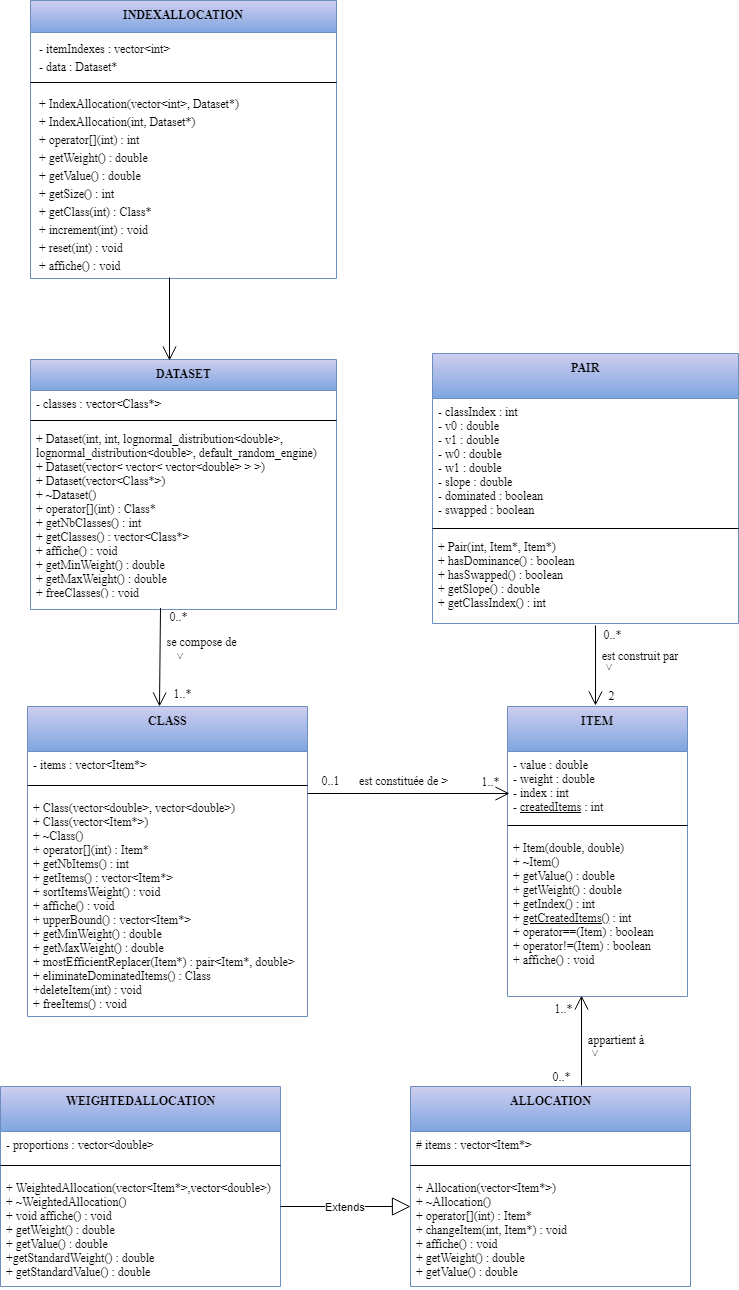 INDEXALLOCATION
- itemIndexes : vector<int>
- data : Dataset*
+ IndexAllocation(vector<int>, Dataset*)
+ IndexAllocation(int, Dataset*)
+ operator[](int) : int
+ getWeight() : double
+ getValue() : double
+ getSize() : int
+ getClass(int) : Class*
+ increment(int) : void
+ reset(int) : void
+ affiche() : void
DATASET
- classes : vector<Class*>
+ Dataset(int, int, lognormal_distribution<double>,
lognormal_distribution<double>, default_random_engine)
+ Dataset(vector< vector< vector<double> > >)
+ Dataset(vector<Class*>)
+ ~Dataset()
+ operator[](int) : Class*
+ getNbClasses() : int
+ getClasses() : vector<Class*>
+ affiche() : void
+ getMinWeight() : double
+ getMaxWeight() : double
+ freeClasses() : void
PAIR
- classIndex : int
- v0 : double
- v1 : double
- w0 : double
- w1 : double
- slope : double
- dominated : boolean
- swapped : boolean
+ Pair(int, Item*, Item*)
+ hasDominance() : boolean
+ hasSwapped() : boolean
+ getSlope() : double
+ getClassIndex() : int
0..*
se compose de
v
1..*
0..*
est construit par
v
2
CLASS
- items : vector<Item*>
+ Class(vector<double>, vector<double>)
+ Class(vector<Item*>)
+ ~Class()
+ operator[](int) : Item*
+ getNbItems() : int
+ getItems() : vector<Item*>
+ sortItemsWeight() : void
+ affiche() : void
+ upperBound() : vector<Item*>
+ getMinWeight() : double
+ getMaxWeight() : double
+ mostEfficientReplacer(Item*) : pair<Item*, double>
+ eliminateDominatedItems() : Class
+deleteItem(int) : void
+ freeItems() : void
0..1
est constituée de >
1..*
ITEM
- value : double
- weight : double
- index : int
- createdItems : int
+ Item(double, double)
+ ~Item()
+ getValue() : double
+ getWeight() : double
+ getIndex() : int
+ getCreatedItems() : int
+ operator==(Item) : boolean
+ operator!=(Item) : boolean
+ affiche() : void
1..*
appartient à
v
0..*
WEIGHTEDALLOCATION
- proportions : vector<double>
+ WeightedAllocation(vector<Item*>,vector<double>)
+ ~WeightedAllocation()
+ void affiche() : void
+ getWeight() : double
+ getValue() : double
+getStandardWeight() : double
+ getStandardValue() : double
Extends
ALLOCATION
# items : vector<Item*>
+ Allocation(vector<Item*>)
+ ~Allocation()
+ operator[](int) : Item*
+ changeItem(int, Item*) : void
+ affiche() : void
+ getWeight() : double
+ getValue() : double